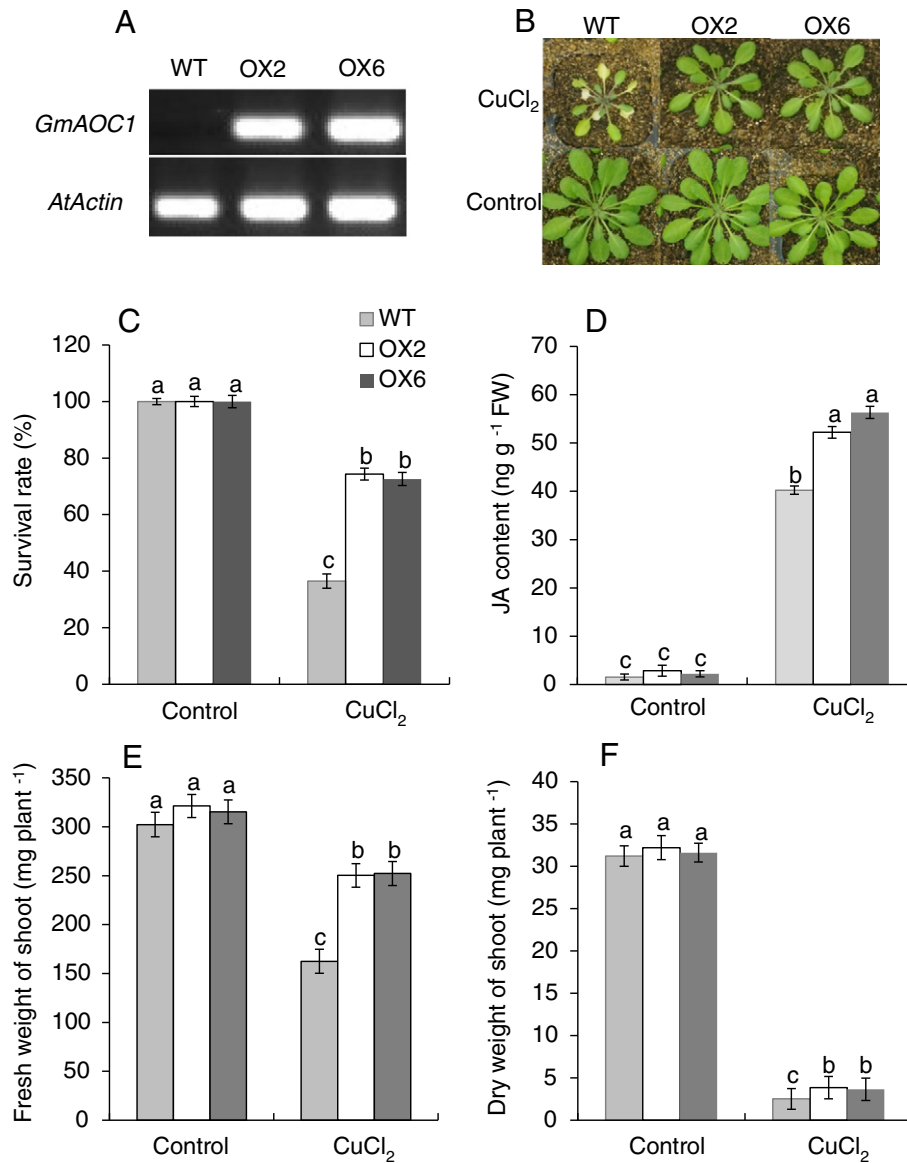 A
WT OX2 OX6
GmAOC1
AtActin
B
WT OX2 OX6
CuCl₂
Control
C
WT
OX2
OX6
Survival rate (%)
120
100
80
60
40
20
0
a a a
c b b
Control CuCl₂
D
JA content (ng g ⁻¹ FW)
70
60
50
40
30
20
10
0
c c c
b a a
Control CuCl₂
E
Fresh weight of shoot (mg plant ⁻¹)
350
300
250
200
150
100
50
0
a a a
c b b
Control CuCl₂
F
Dry weight of shoot (mg plant ⁻¹)
40
35
30
25
20
15
10
5
0
a a a
c b b
Control CuCl₂